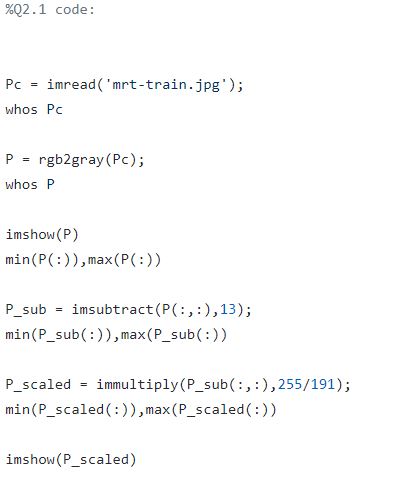 %Q2.1 code:
Pc = imread('mrt-train.jpg');
whos Pc
P = rgb2gray(Pc);
whos P
imshow(P)
min(P(:)),max(P(:))
P_sub = imsubtract(P(:,:),13);
min(P_sub(:)),max(P_sub(:))
P_scaled = immultiply(P_sub(:,:),255/191);
min(P_scaled(:)),max(P_scaled(:))
imshow(P_scaled)